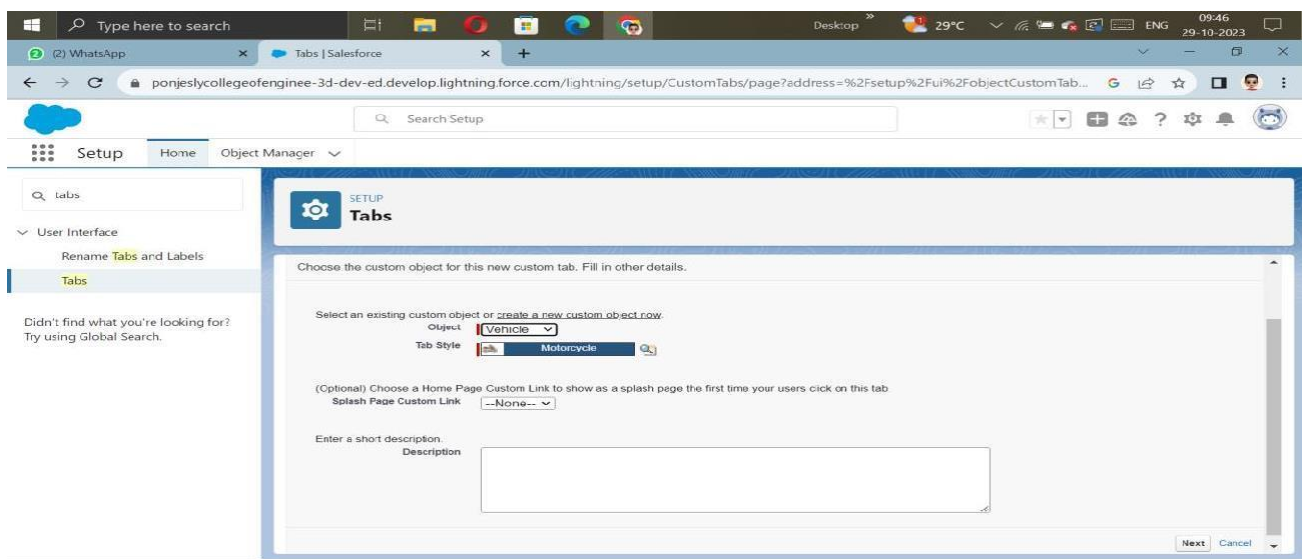 Type here to search
Desktop
»
29°C
ENG
09:46
29-10-2023
(2) WhatsApp
Tabs | Salesforce
ponjeslycollegeofenginee-3d-dev-ed.develop.lightning.force.com/lightning/setup/CustomTabs/page?address=%2Fsetup%2Fui%2FobjectCustomTab...
Search Setup
Setup
Home
Object Manager
tabs
SETUP
Tabs
User Interface
Rename Tabs and Labels
Tabs
Didn't find what you're looking for?
Try using Global Search.
Choose the custom object for this new custom tab. Fill in other details.
Select an existing custom object or create a new custom object now.
Object Vehicle
Tab Style Motorcycle
(Optional) Choose a Home Page Custom Link to show as a splash page the first time your users click on this tab.
Splash Page Custom Link --None--
Enter a short description.
Description
Next Cancel